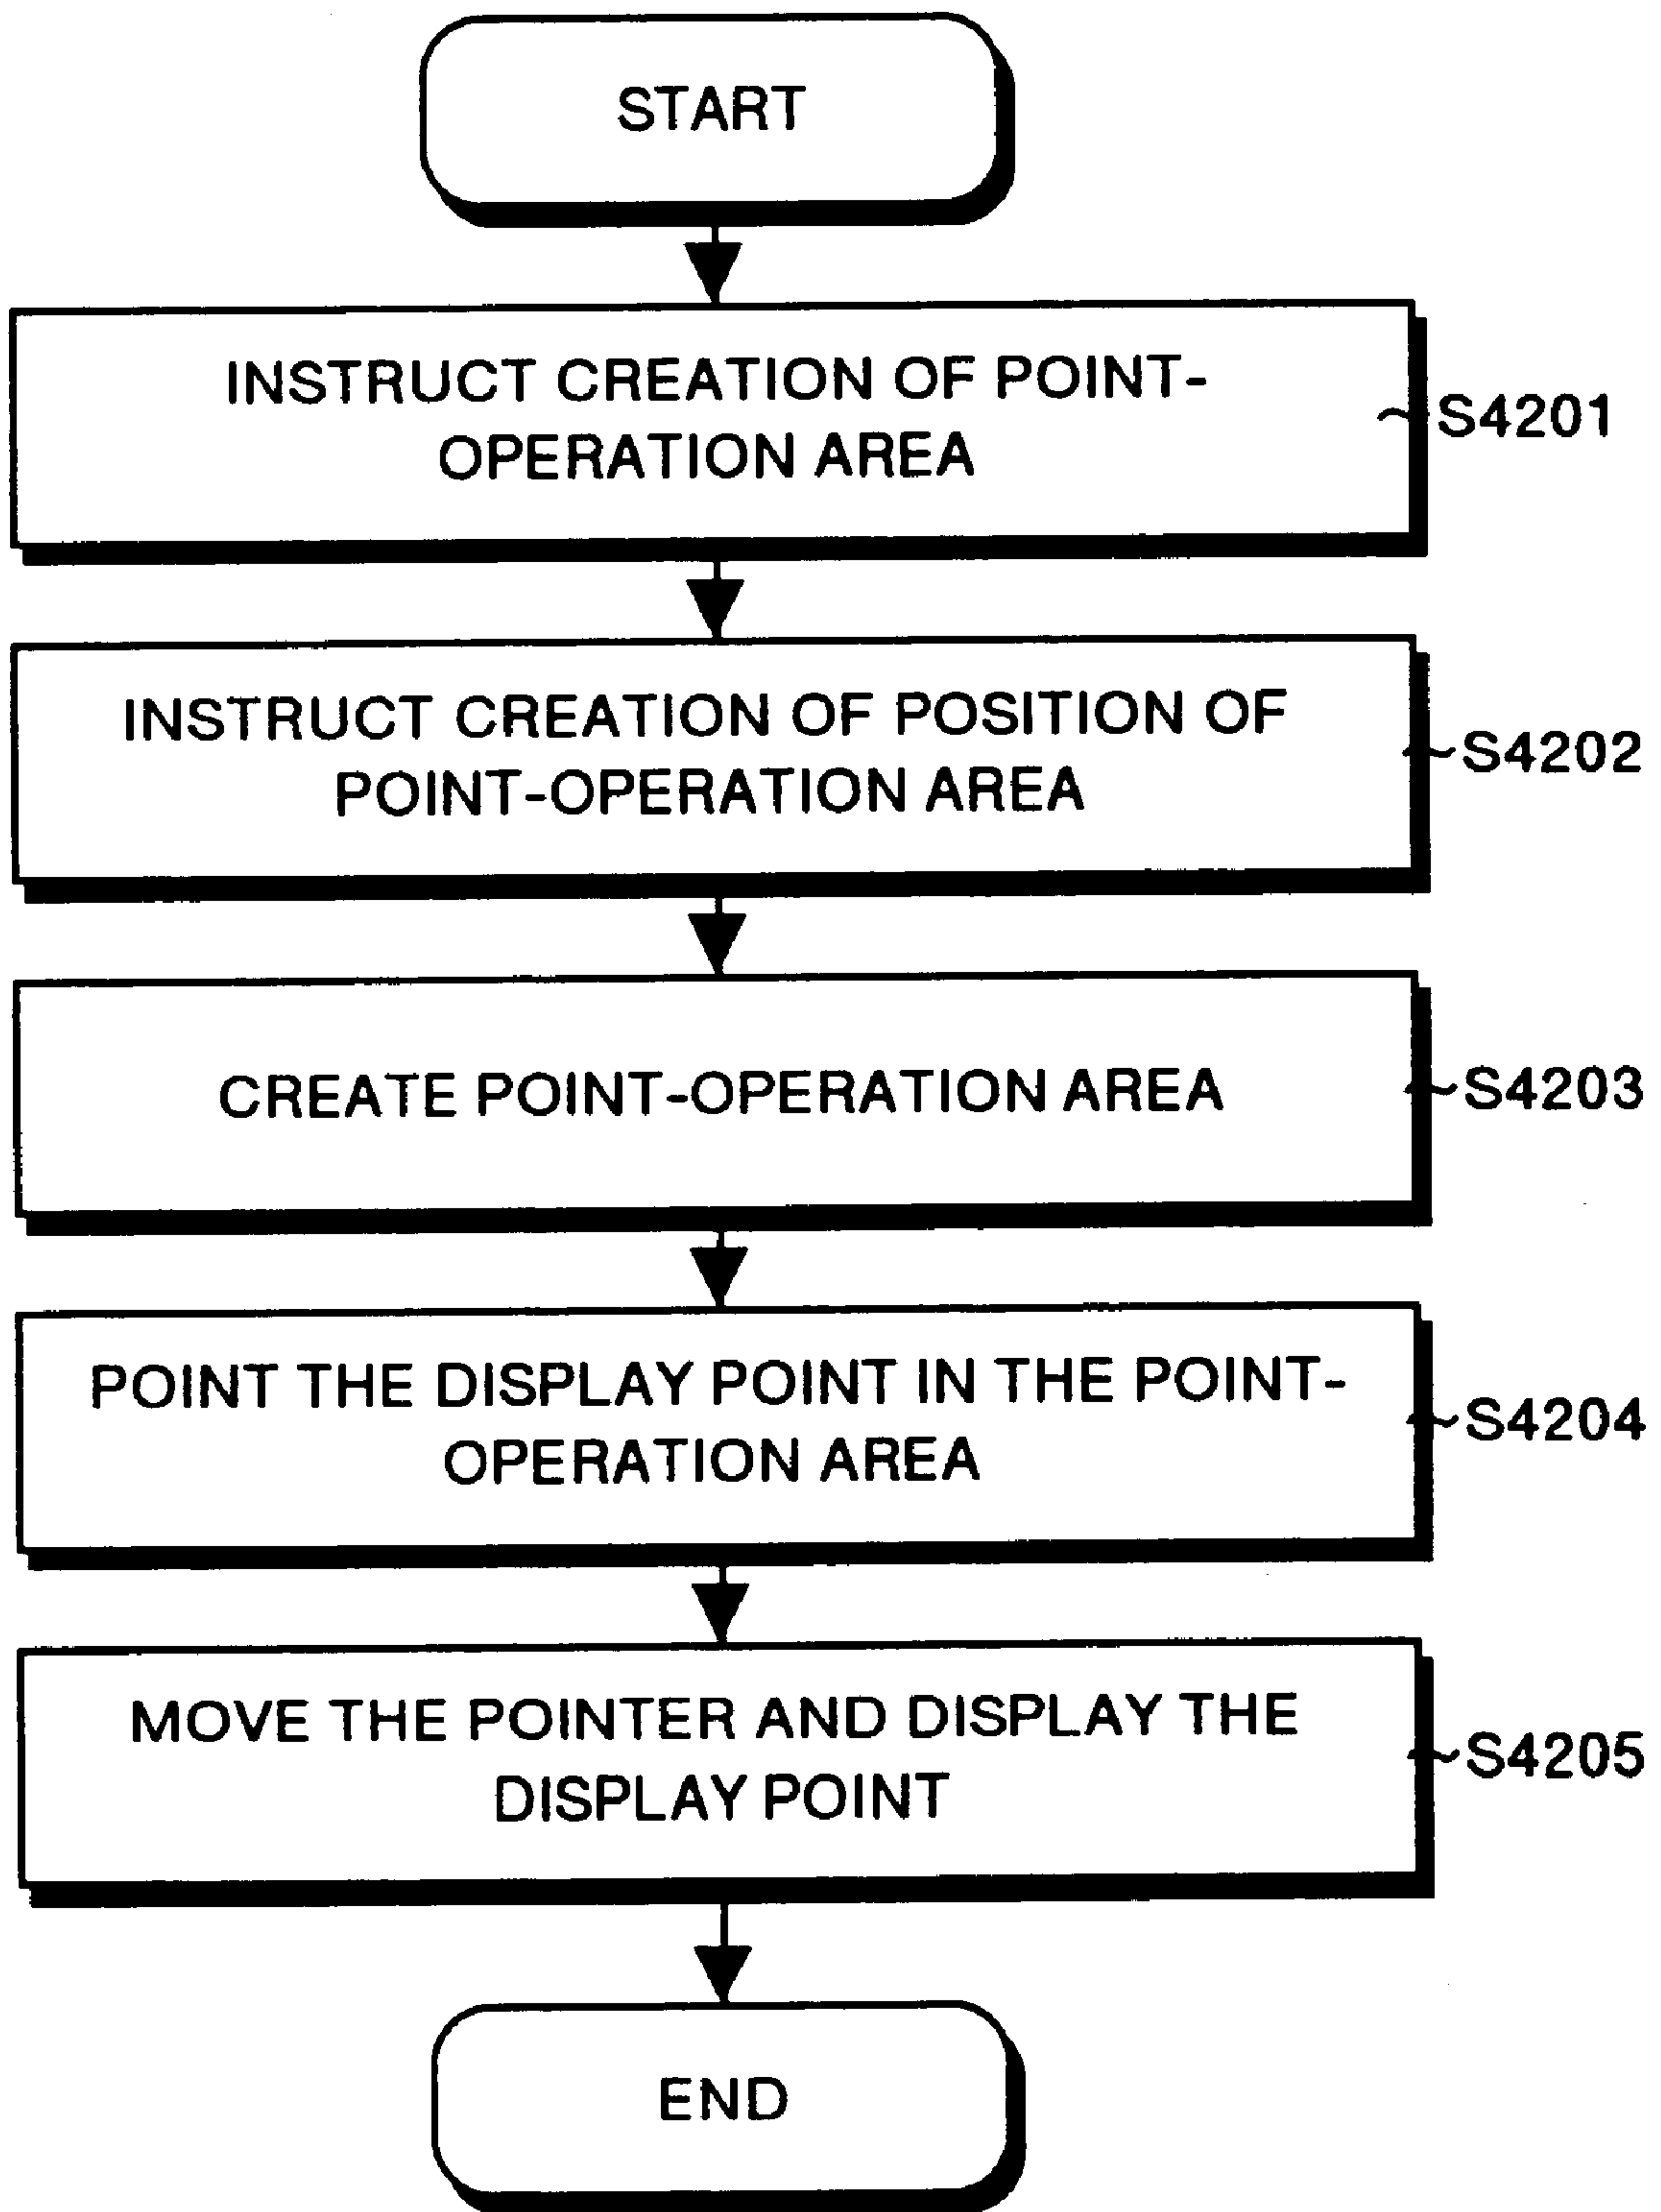 START
INSTRUCT CREATION OF POINT-
OPERATION AREA
S4201
INSTRUCT CREATION OF POSITION OF
POINT-OPERATION AREA
S4202
CREATE POINT-OPERATION AREA
S4203
POINT THE DISPLAY POINT IN THE POINT-
OPERATION AREA
S4204
MOVE THE POINTER AND DISPLAY THE
DISPLAY POINT
S4205
END